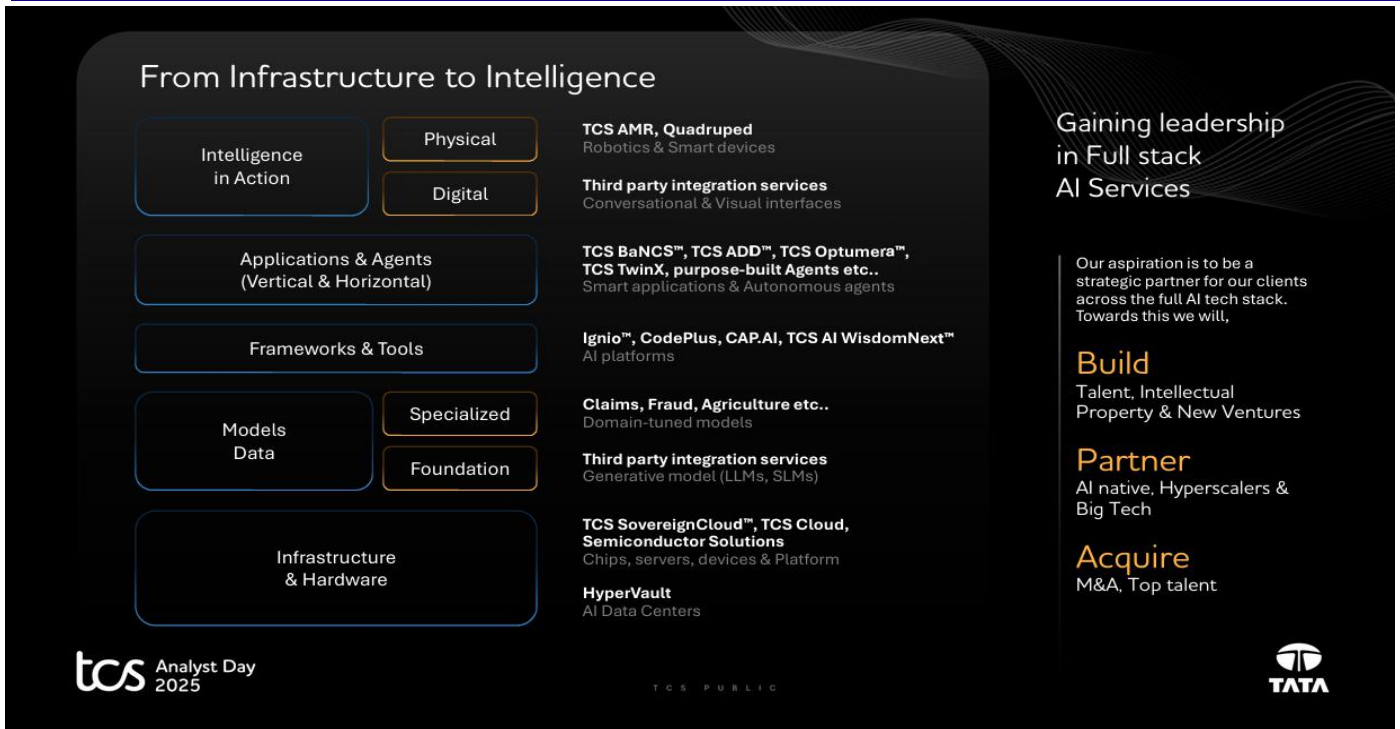 From Infrastructure to Intelligence
Intelligence
in Action
Physical
TCS AMR, Quadruped
Robotics & Smart devices
Digital
Third party integration services
Conversational & Visual interfaces
Applications & Agents
(Vertical & Horizontal)
TCS BaNCS™, TCS ADD™, TCS Optumera™,
TCS TwinX, purpose-built Agents etc..
Smart applications & Autonomous agents
Frameworks & Tools
Ignio™, CodePlus, CAP.AI, TCS AI WisdomNext™
AI platforms
Models
Data
Specialized
Claims, Fraud, Agriculture etc..
Domain-tuned models
Foundation
Third party integration services
Generative model (LLMs, SLMs)
Infrastructure
& Hardware
TCS SovereignCloud™, TCS Cloud,
Semiconductor Solutions
Chips, servers, devices & Platform
HyperVault
AI Data Centers
Gaining leadership
in Full stack
AI Services
Our aspiration is to be a
strategic partner for our clients
across the full AI tech stack.
Towards this we will,
Build
Talent, Intellectual
Property & New Ventures
Partner
AI native, Hyperscalers &
Big Tech
Acquire
M&A, Top talent
tcs Analyst Day
2025
TCS PUBLIC
TATA